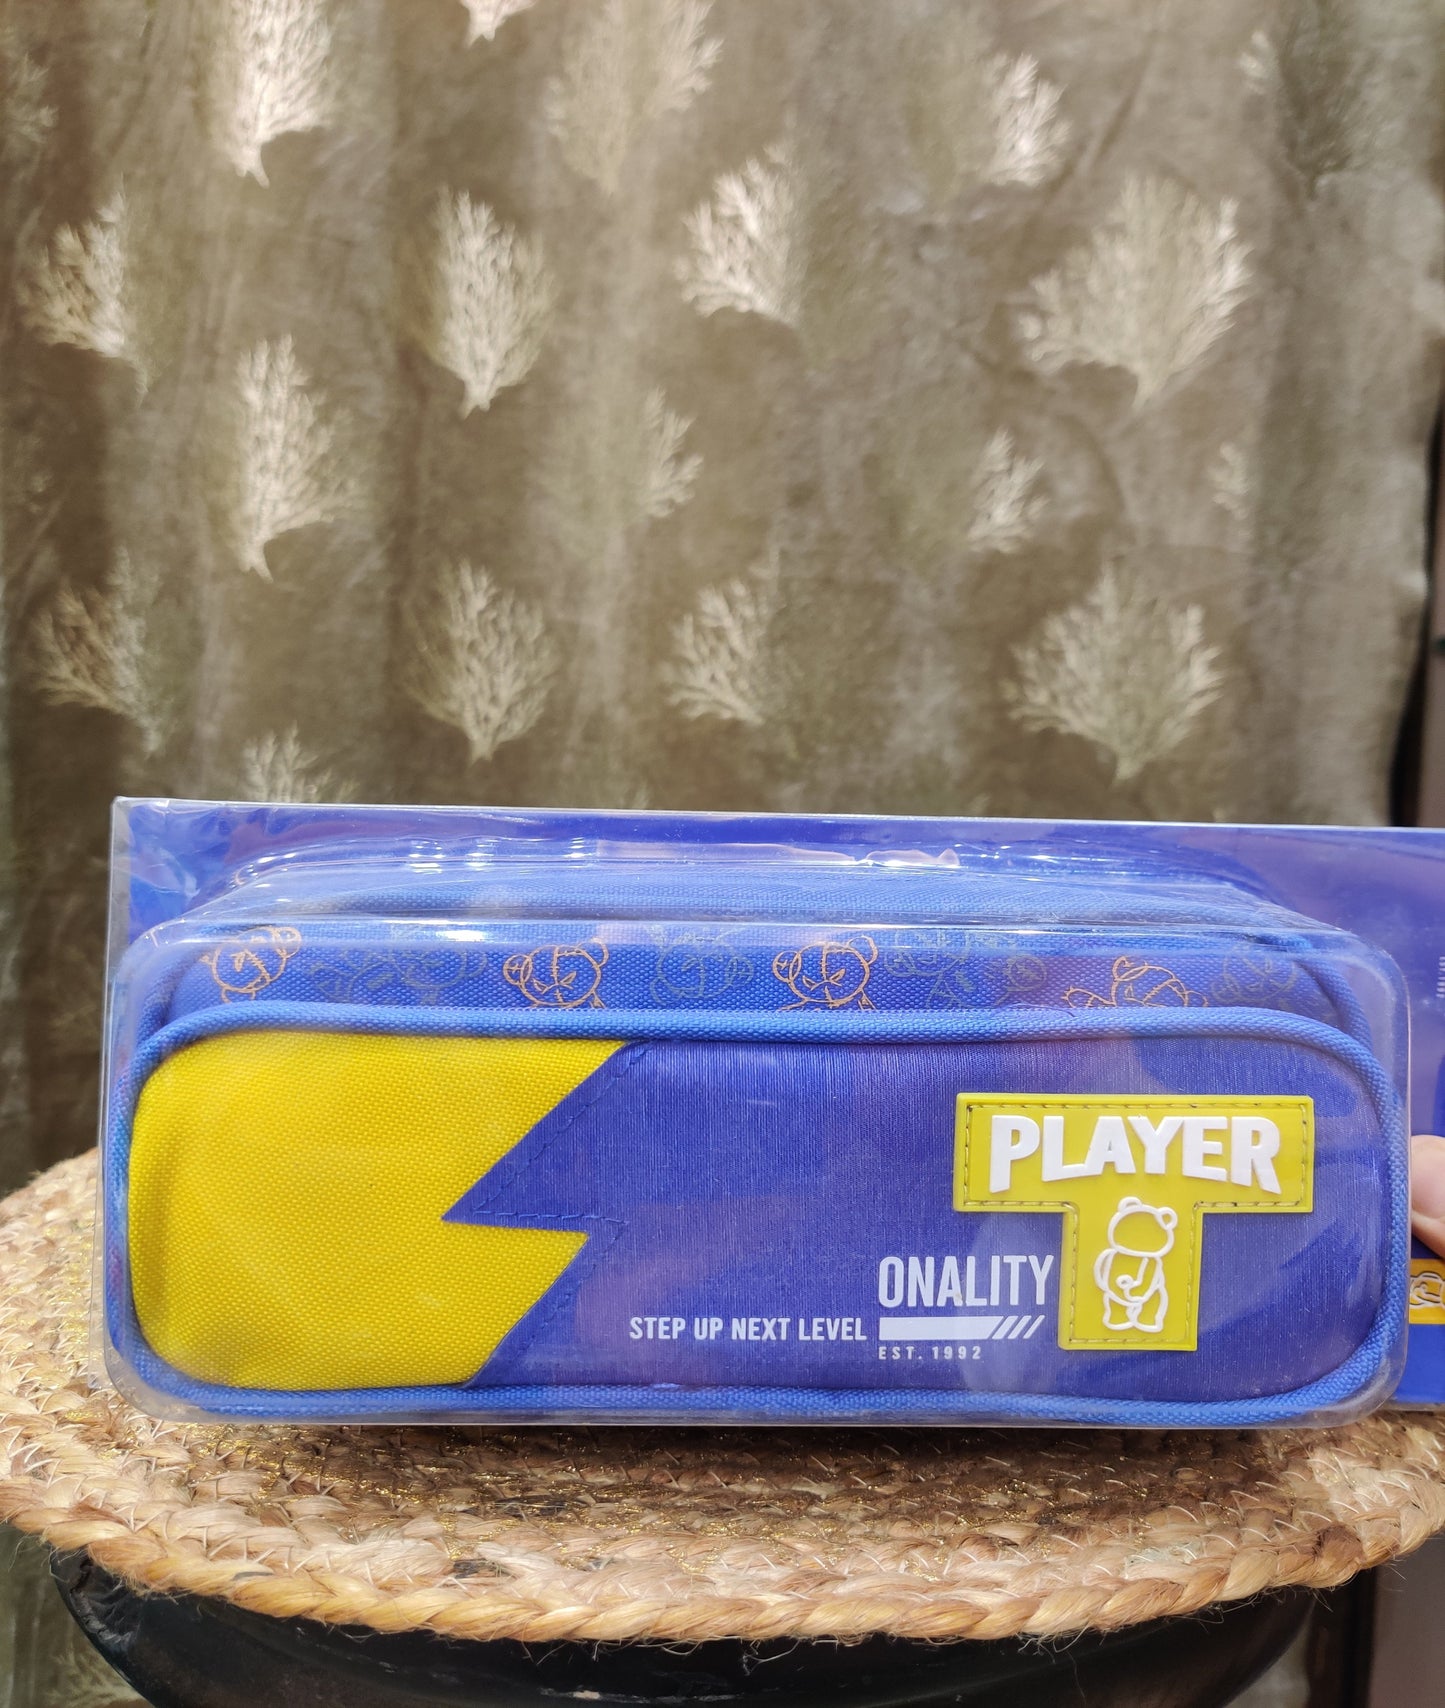 PLAYER
ONALITY
STEP UP NEXT LEVEL
EST. 1992